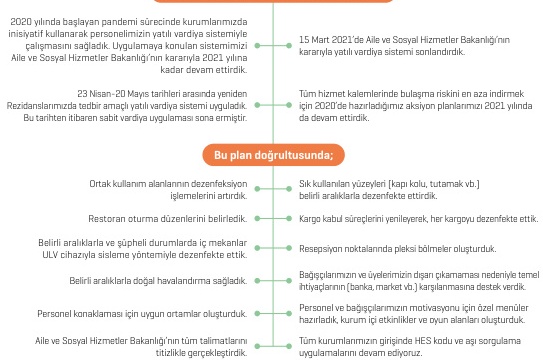 2020 yılında başlayan pandemi sürecinde kurumlarımızda
inisiyatif kullanarak personelimizin yatılı vardiya sistemiyle
çalışmasını sağladık. Uygulamaya konulan sistemimizi
Aile ve Sosyal Hizmetler Bakanlığı'nın kararıyla 2021 yılına
kadar devam ettirdik.
15 Mart 2021'de Aile ve Sosyal Hizmetler Bakanlığı'nın
kararıyla yatılı vardiya sistemi sonlandırdık.
23 Nisan-20 Mayıs tarihleri arasında yeniden
Rezidanslarımızda tedbir amaçlı yatılı vardiya sistemi uyguladık.
Bu tarihten itibaren sabit vardiya uygulaması sona ermiştir.
Tüm hizmet kalemlerinde bulaşma riskini en aza indirmek
için 2020'de hazırladığımız aksiyon planlarımızı 2021 yılında
da devam ettirdik.
Bu plan doğrultusunda;
Ortak kullanım alanlarının dezenfeksiyon
işlemelerini artırdık.
Sık kullanılan yüzeyleri (kapı kolu, tutamak vb.)
belirli aralıklarla dezenfekte ettirdik.
Restoran oturma düzenlerini belirledik.
Kargo kabul süreçlerini yenileyerek, her kargoyu dezenfekte ettik.
Belirli aralıklarla ve şüpheli durumlarda iç mekanlar
ULV cihazıyla sisleme yöntemiyle dezenfekte ettik.
Resepsiyon noktalarında pleksi bölmeler oluşturduk.
Belirli aralıklarla doğal havalandırma sağladık.
Bağışçılarımızın ve üyelerimizin dışarı çıkamaması nedeniyle temel
ihtiyaçlarının (banka, market vb.) karşılanmasına destek verdik.
Personel konaklaması için uygun ortamlar oluşturduk.
Personel ve bağışçılarımızın motivasyonu için özel menüler
hazırladık, kurum içi etkinlikler ve oyun alanları oluşturduk.
Aile ve Sosyal Hizmetler Bakanlığı'nın tüm talimatlarını
titizlikle gerçekleştirdik.
Tüm kurumlarımızın girişinde HES kodu ve aşı sorgulama
uygulamalarını devam ediyoruz.